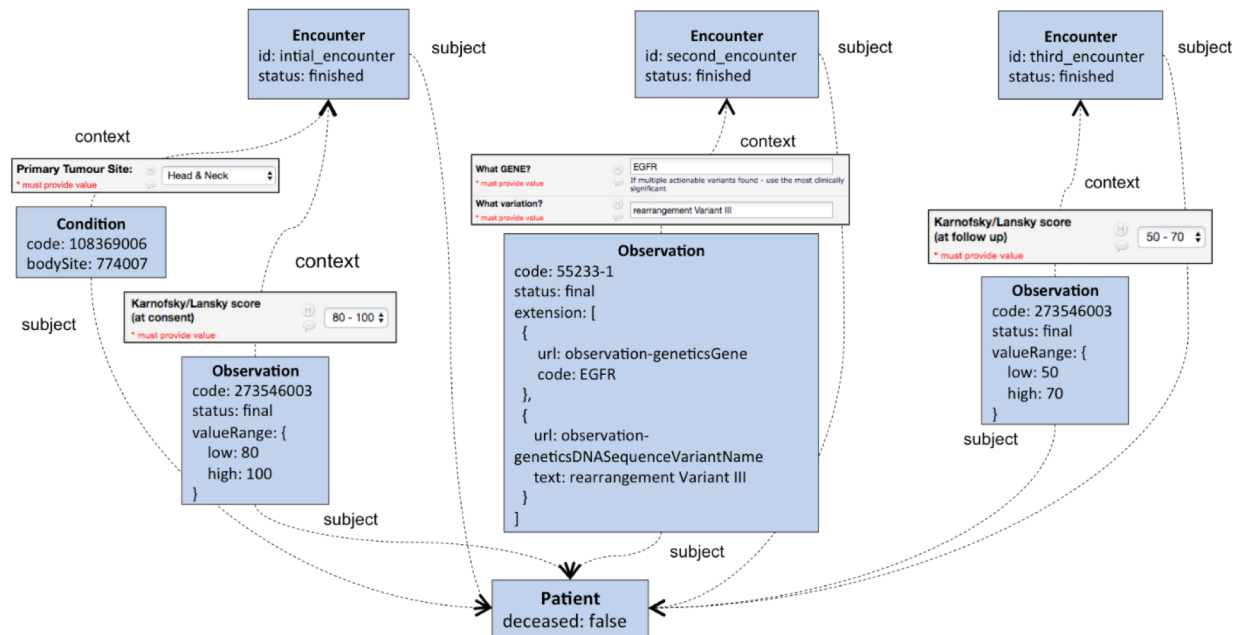 Encounter
id: intial_encounter
status: finished
subject
context
Primary Tumour Site:
* must provide value
H
Head & Neck
Condition
code: 108369006
bodySite: 774007
subject
context
Karnofsky/Lansky score
(at consent)
* must provide value
H
80 - 100
Observation
code: 273546003
status: final
valueRange: {
low: 80
high: 100
}
subject
Encounter
id: second_encounter
status: finished
subject
context
What GENE?
* must provide value
H
EGFR
If multiple actionable variants found - use the most clinically
significant
What variation?
* must provide value
H
rearrangement Variant III
Observation
code: 55233-1
status: final
extension: [
{
url: observation-geneticsGene
code: EGFR
},
{
url: observation-
geneticsDNASequenceVariantName
text: rearrangement Variant III
}
]
subject
Encounter
id: third_encounter
status: finished
subject
context
Karnofsky/Lansky score
(at follow up)
* must provide value
H
50 - 70
Observation
code: 273546003
status: final
valueRange: {
low: 50
high: 70
}
subject
Patient
deceased: false